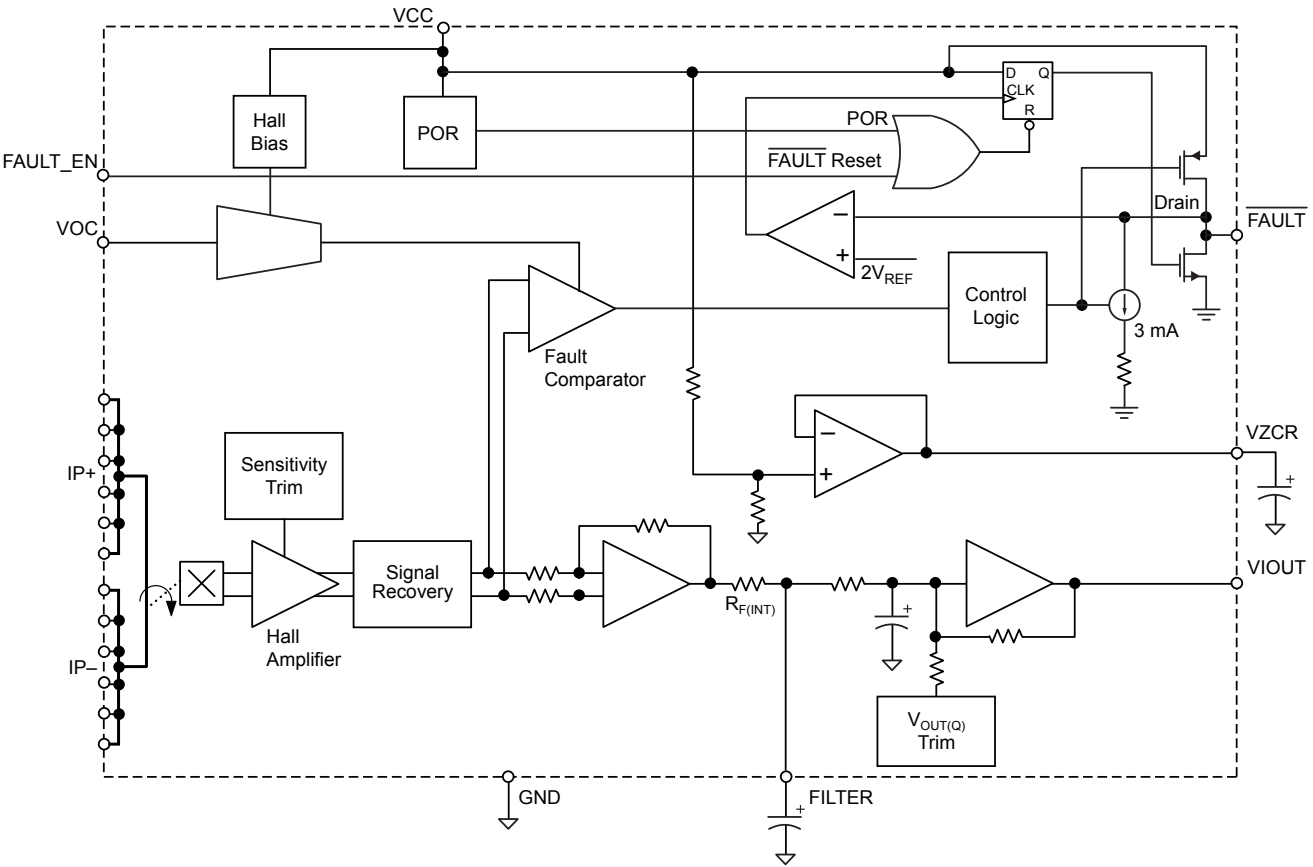 VCC
D Q
CLK
R
Hall
Bias
POR
POR
FAULT_EN
FAULT Reset
Drain
VOC
−
FAULT
+
2VREF
Control
Logic
3 mA
Fault
Comparator
−
VZCR
Sensitivity
Trim
IP+
+
+
Signal
Recovery
VIOUT
RF(INT)
+
Hall
Amplifier
IP–
VOUT(Q)
Trim
GND
FILTER
+